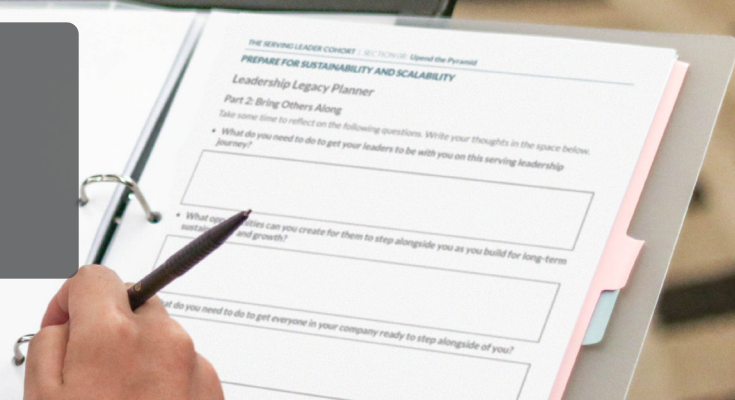 THE SERVING LEADER COHORT | SECTION 08: Upend the Pyramid
PREPARE FOR SUSTAINABILITY AND SCALABILITY
Leadership Legacy Planner
Part 2: Bring Others Along
Take some time to reflect on the following questions. Write your thoughts in the space below.
• What do you need to do to get your leaders to be with you on this serving leadership
journey?
• What can you create for them to step alongside you as you build for long-term
and growth?
do you need to do to get everyone in your company ready to step alongside of you?